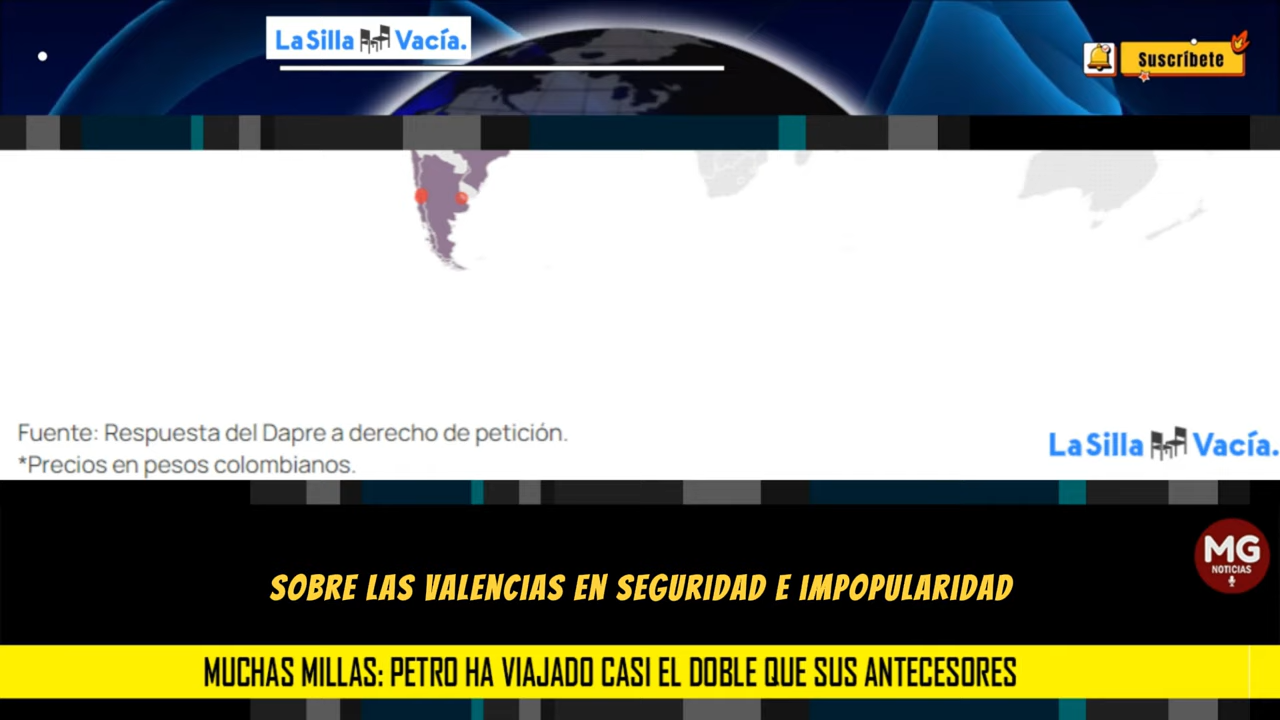 La Silla Vacía.
Suscríbete
Fuente: Respuesta del Dapre a derecho de petición.
*Precios en pesos colombianos.
La Silla Vacía.
MG
NOTICIAS
SOBRE LAS VALENCIAS EN SEGURIDAD E IMPOPULARIDAD
MUCHAS MILLAS: PETRO HA VIAJADO CASI EL DOBLE QUE SUS ANTECESORES